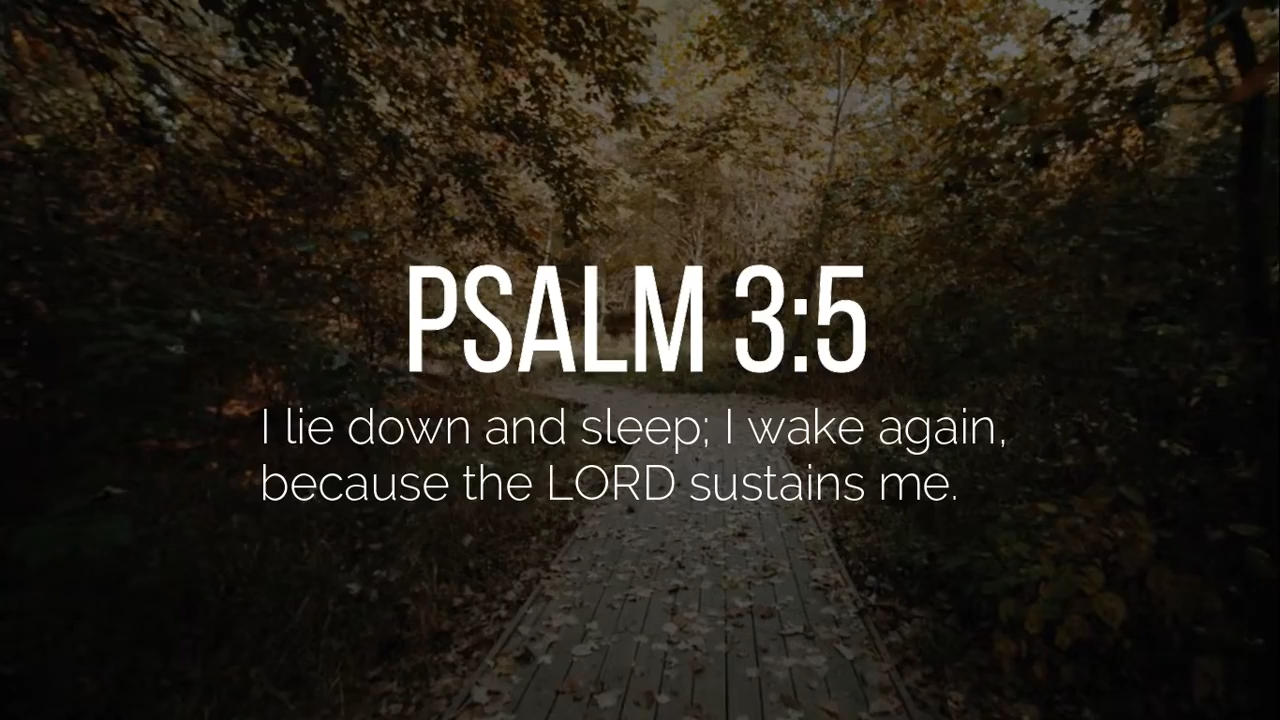 PSALM 3:5
I lie down and sleep; I wake again,
because the LORD sustains me.